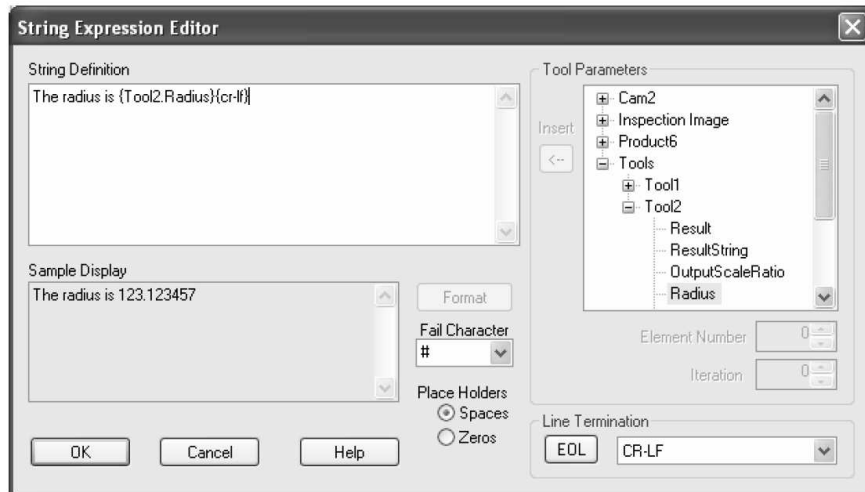 String Expression Editor
String Definition
The radius is {Tool2.Radius}{cr-lf}
Sample Display
The radius is 123.123457
Format
Fail Character
#
Place Holders
Spaces
Zeros
OK
Cancel
Help
Tool Parameters
Insert
<--
Cam2
Inspection Image
Product6
Tools
Tool1
Tool2
Result
ResultString
OutputScaleRatio
Radius
Element Number
0
Iteration
0
Line Termination
EOL
CR-LF